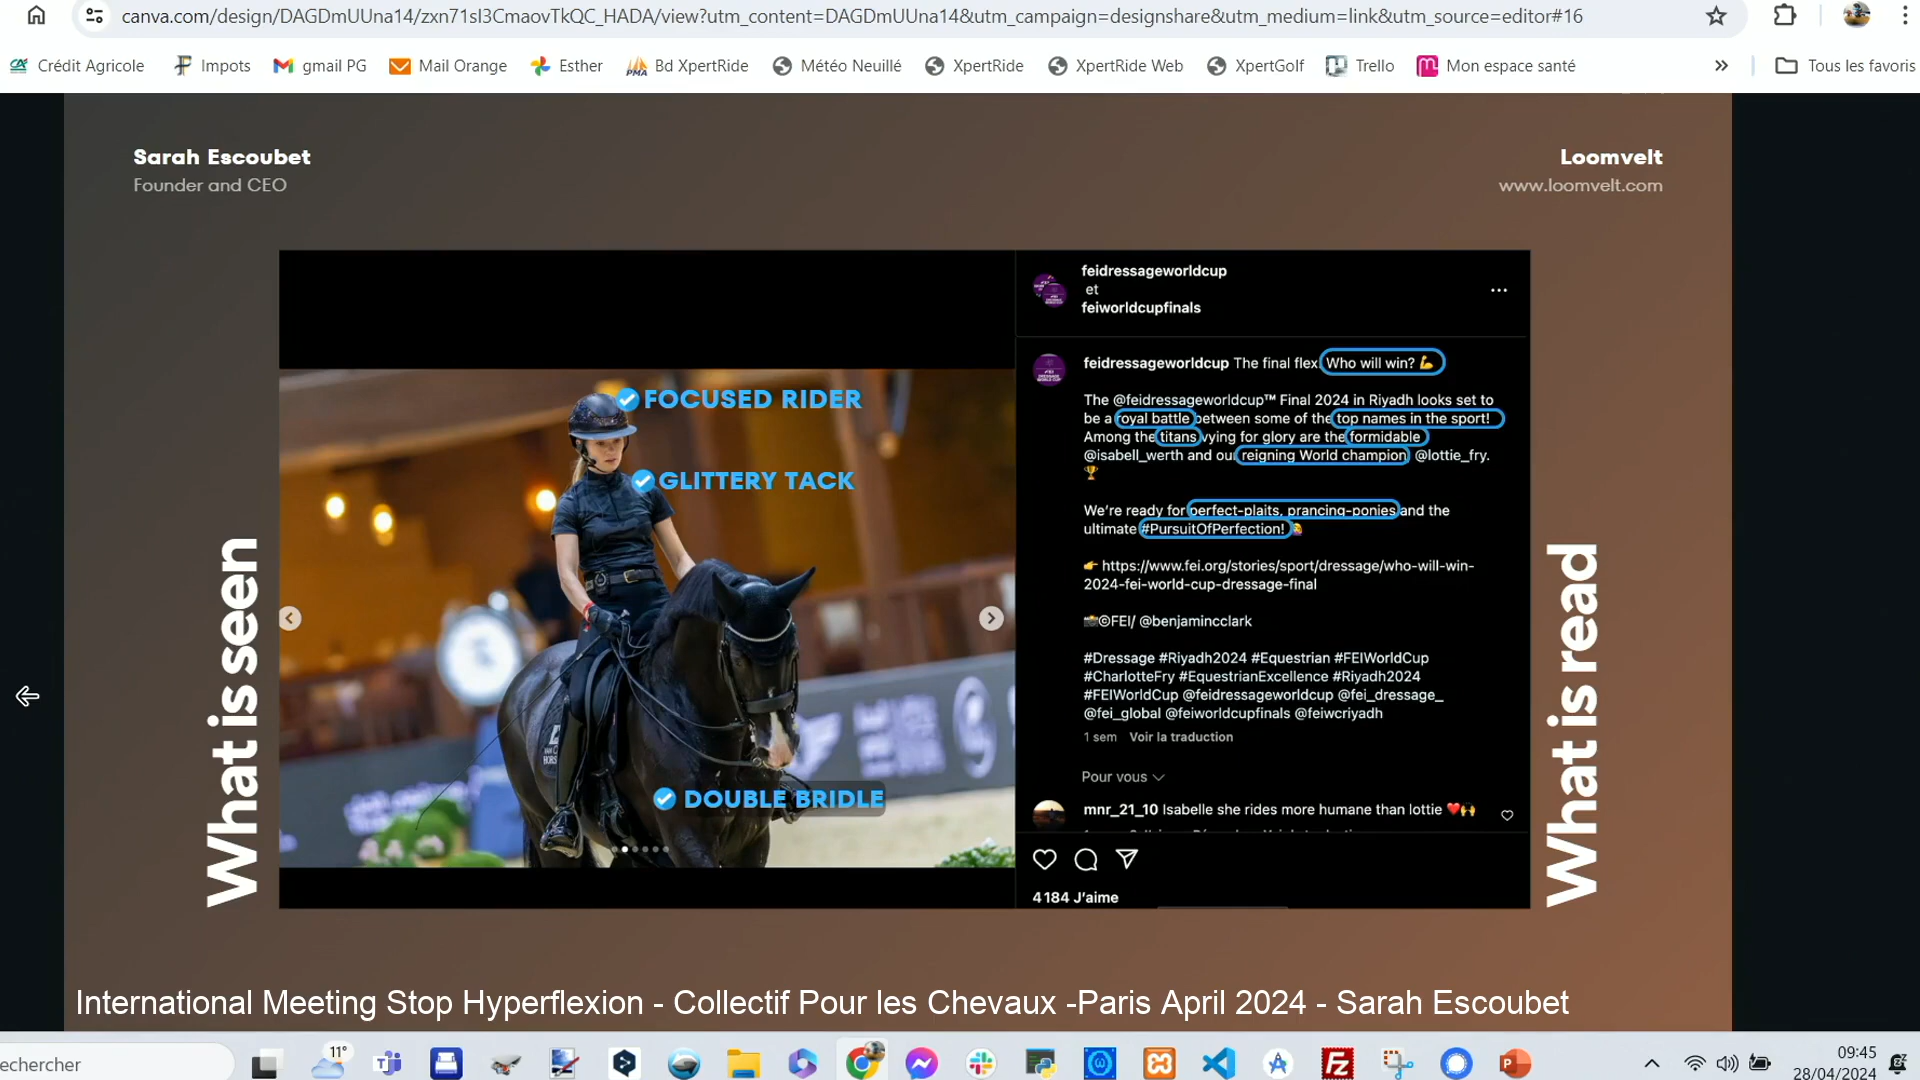 canva.com/design/DAGDmUUna14/zxn71sI3CmaovTkQC_HADA/view?utm_content=DAGDmUUna14&utm_campaign=designshare&utm_medium=link&utm_source=editor#16
Crédit Agricole Impots gmail PG Mail Orange Esther Bd XpertRide Météo Neuillé XpertRide XpertRide Web XpertGolf Trello Mon espace santé » Tous les favoris
Sarah Escoubet
Founder and CEO
Loomvelt
www.loomvelt.com
What is seen
FOCUSED RIDER
GLITTERY TACK
DOUBLE BRIDLE
feidressageworldcup
et
feiworldcupfinals
feidressageworldcup The final flex Who will win? 💪
The @feidressageworldcup™ Final 2024 in Riyadh looks set to
be a royal battle between some of the top names in the sport!
Among the titans vying for glory are the formidable
@isabell_werth and our reigning World champion @lottie_fry.
🏆
We're ready for perfect-plaits, prancing-ponies and the
ultimate #PursuitOfPerfection!
👉 https://www.fei.org/stories/sport/dressage/who-will-win-
2024-fei-world-cup-dressage-final
📸©FEI/ @benjamincclark
#Dressage #Riyadh2024 #Equestrian #FEIWorldCup
#CharlotteFry #EquestrianExcellence #Riyadh2024
#FEIWorldCup @feidressageworldcup @fei_dressage_
@fei_global @feiworldcupfinals @feiwcriyadh
1 sem Voir la traduction
Pour vous
mnr_21_10 Isabelle she rides more humane than lottie ❤️🙌
4 184 J'aime
What is read
International Meeting Stop Hyperflexion - Collectif Pour les Chevaux -Paris April 2024 - Sarah Escoubet
echercher
11°
09:45
28/04/2024